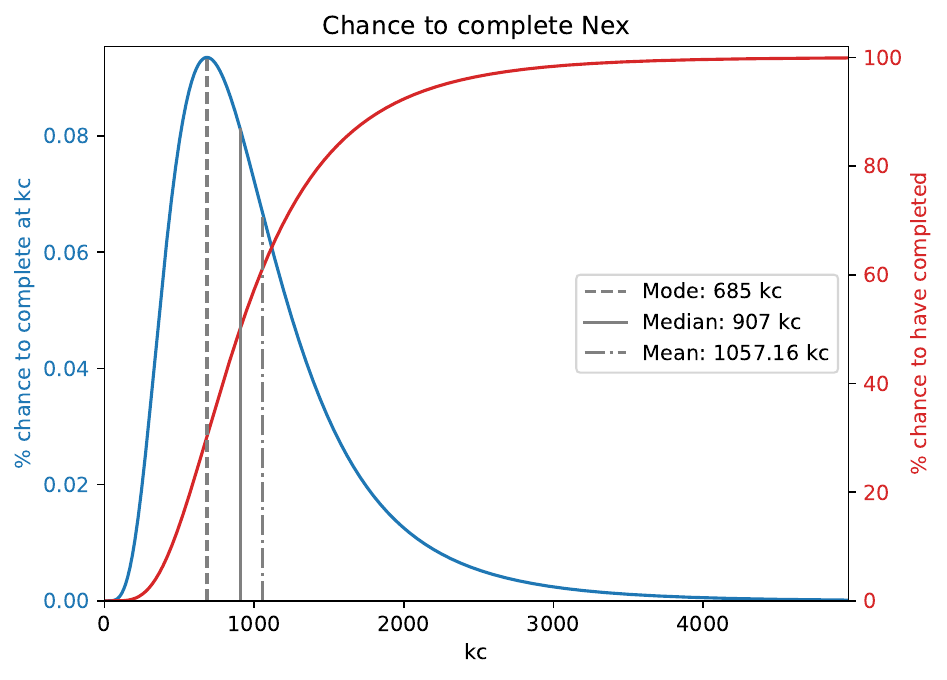 Chance to complete Nex
% chance to complete at kc
0.08
0.06
0.04
0.02
0.00
100
80
60
40
20
0
% chance to have completed
Mode: 685 kc
Median: 907 kc
Mean: 1057.16 kc
0 1000 2000 3000 4000
kc